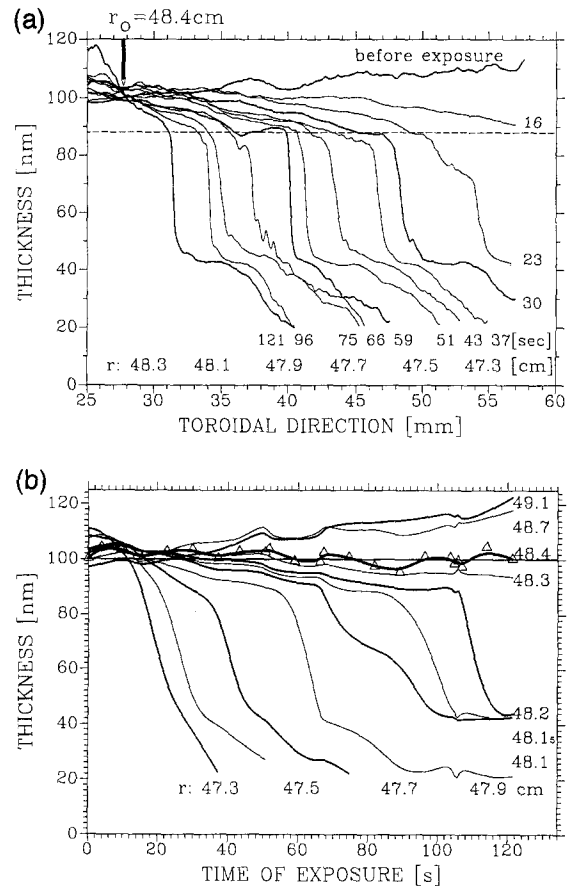 (a)
r₀=48.4cm
120
100
80
60
40
20
0
THICKNESS [nm]
before exposure
16
23
30
121 96 75 66 59 51 43 37[sec]
r: 48.3 48.1 47.9 47.7 47.5 47.3 [cm]
25 30 35 40 45 50 55 60
TOROIDAL DIRECTION [mm]
(b)
120
100
80
60
40
20
0
THICKNESS [nm]
49.1
48.7
48.4
48.3
48.2
48.1₅
48.1
r: 47.3 47.5 47.7 47.9 cm
0 20 40 60 80 100 120
TIME OF EXPOSURE [s]